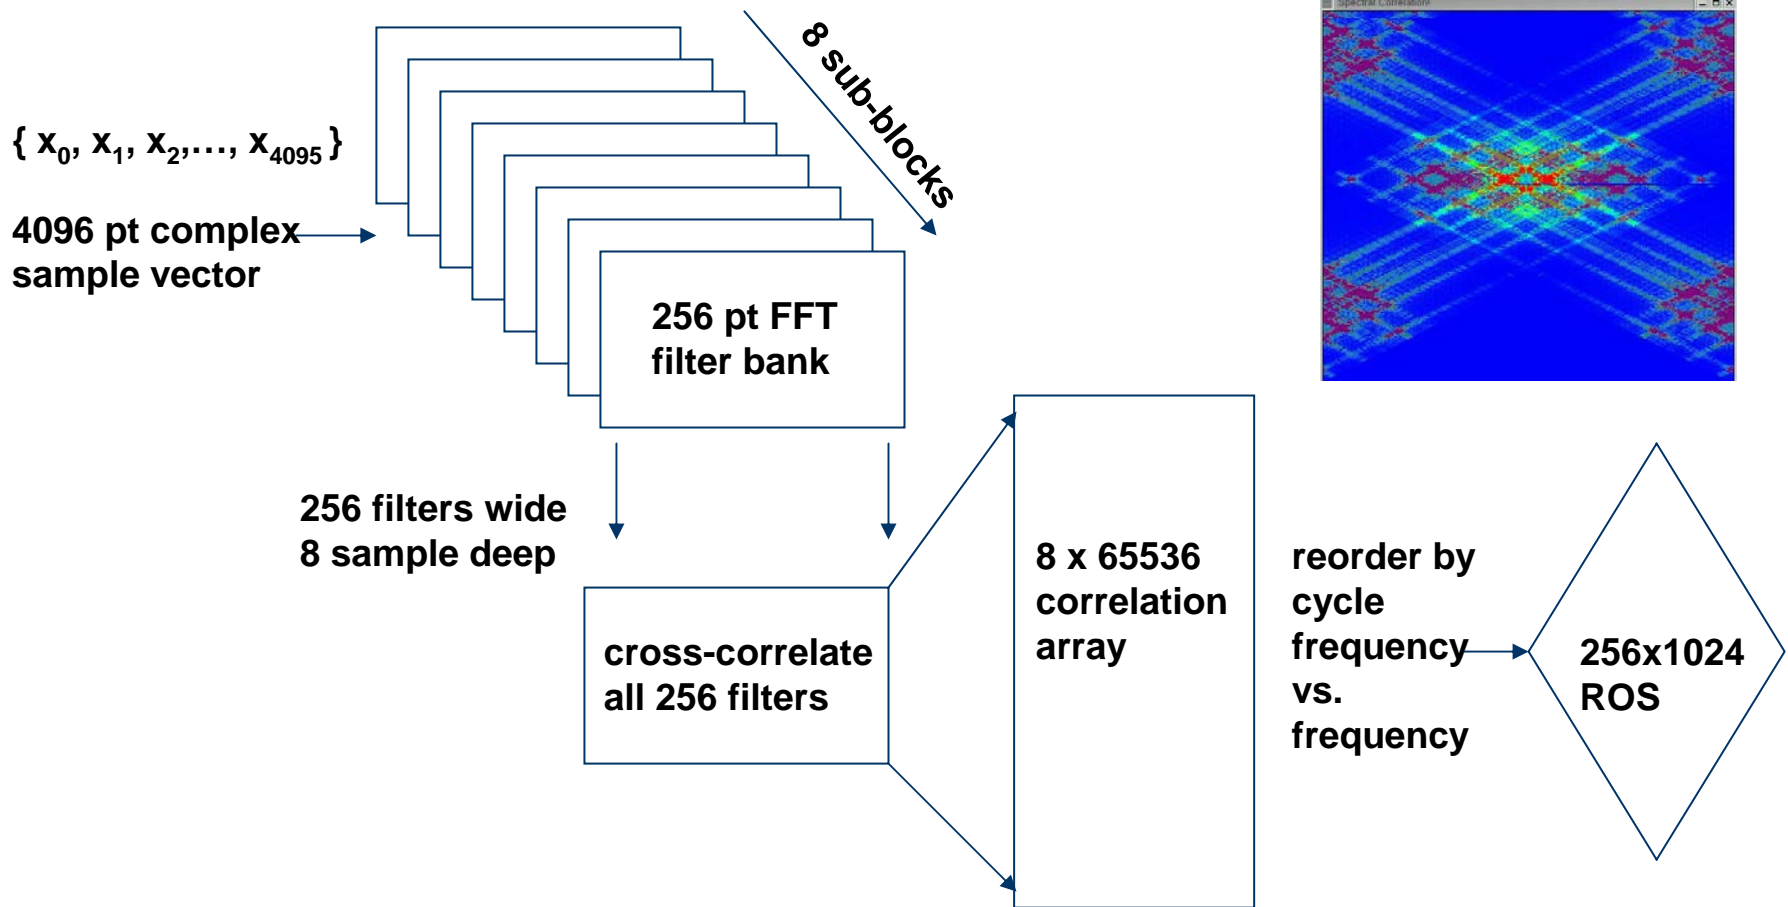 Spectral Correlation!
8 sub-blocks
{ x0, x1, x2,…, x4095 }
4096 pt complex
sample vector
256 pt FFT
filter bank
256 filters wide
8 sample deep
cross-correlate
all 256 filters
8 x 65536
correlation
array
reorder by
cycle
frequency
vs.
frequency
256x1024
ROS